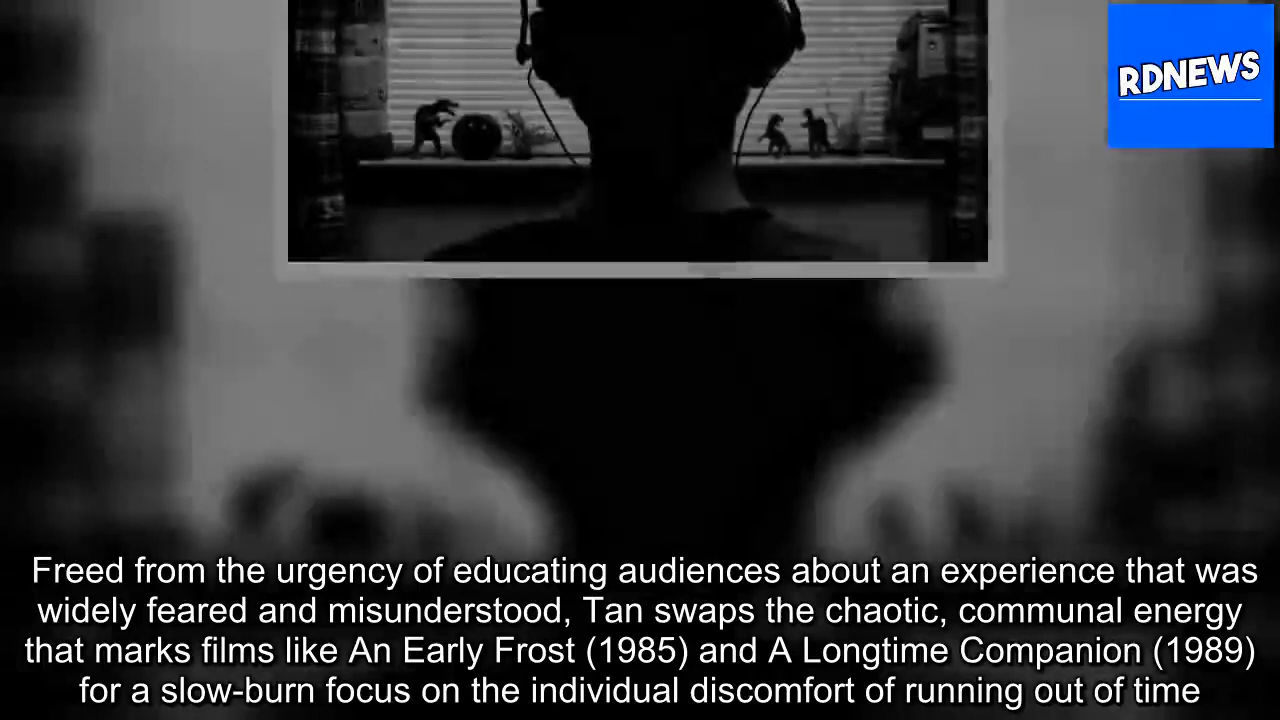 RDNEWS
Freed from the urgency of educating audiences about an experience that was
widely feared and misunderstood, Tan swaps the chaotic, communal energy
that marks films like An Early Frost (1985) and A Longtime Companion (1989)
for a slow-burn focus on the individual discomfort of running out of time